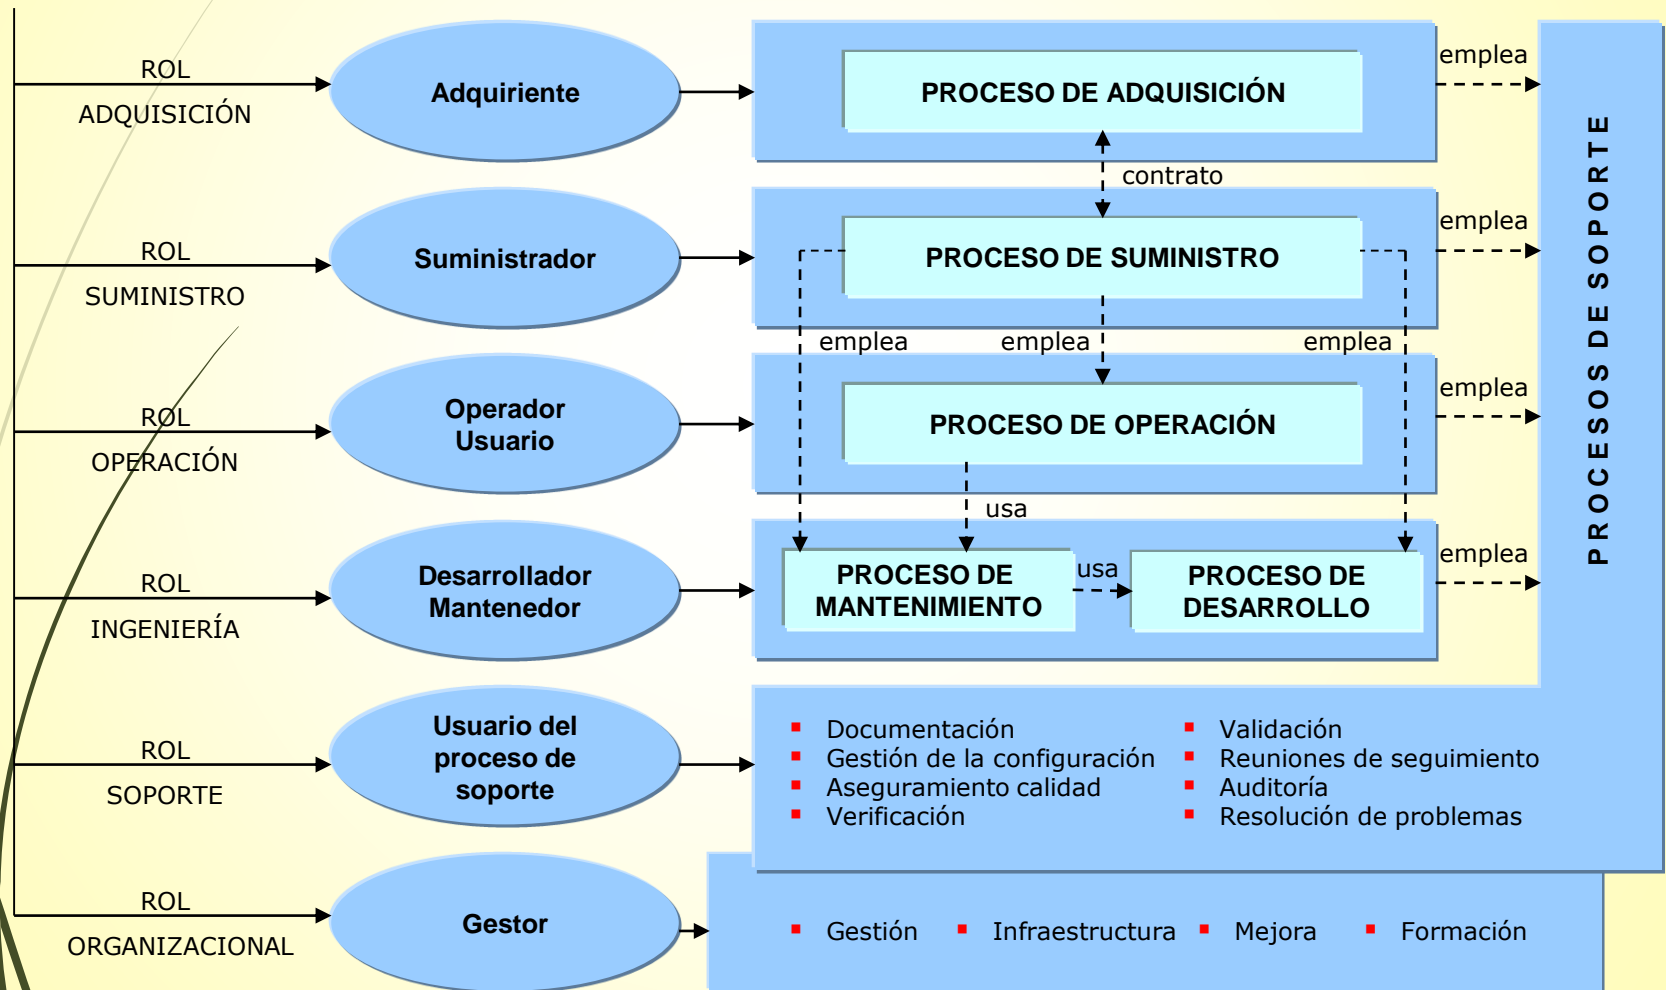 ROL
ADQUISICIÓN
Adquiriente
PROCESO DE ADQUISICIÓN
emplea
contrato
ROL
SUMINISTRO
Suministrador
PROCESO DE SUMINISTRO
emplea
emplea
emplea
emplea
ROL
OPERACIÓN
Operador
Usuario
PROCESO DE OPERACIÓN
emplea
usa
ROL
INGENIERÍA
Desarrollador
Mantenedor
PROCESO DE
MANTENIMIENTO
usa
PROCESO DE
DESARROLLO
emplea
PROCESOS DE SOPORTE
ROL
SOPORTE
Usuario del
proceso de
soporte
Documentación
Gestión de la configuración
Aseguramiento calidad
Verificación
Validación
Reuniones de seguimiento
Auditoría
Resolución de problemas
ROL
ORGANIZACIONAL
Gestor
Gestión
Infraestructura
Mejora
Formación